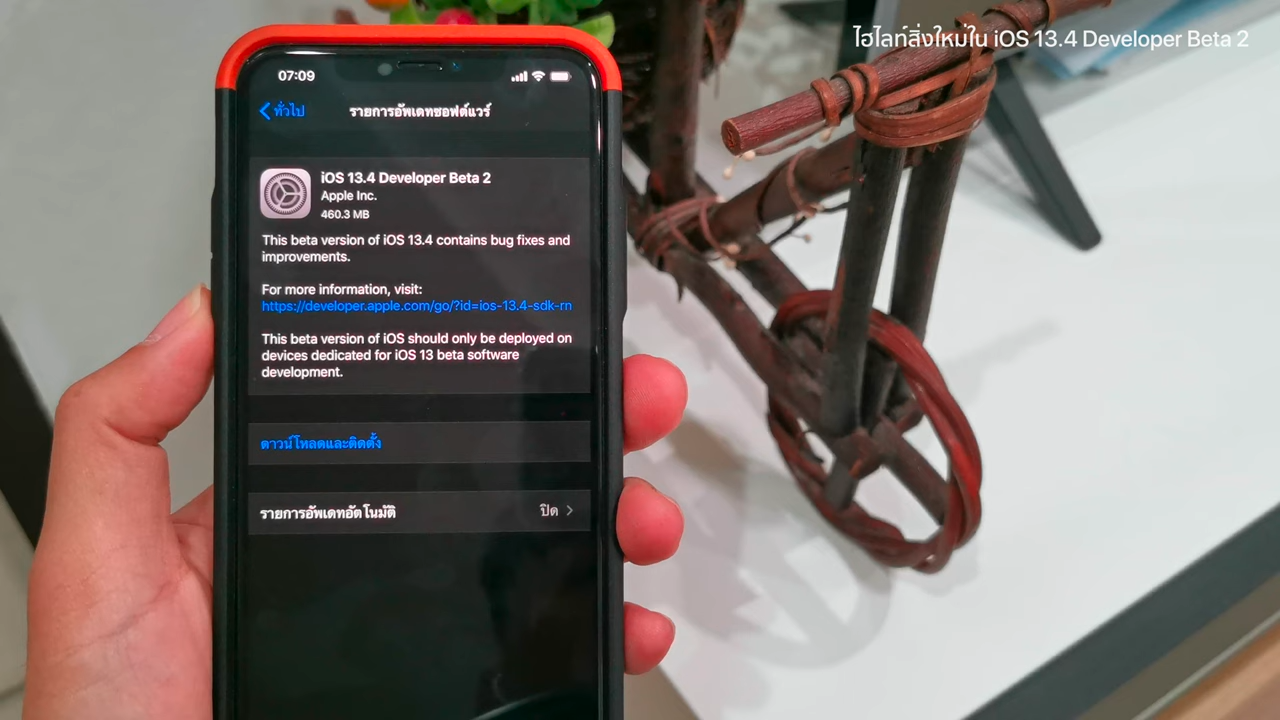 ไฮไลท์สิ่งใหม่ใน iOS 13.4 Developer Beta 2
07:09
ทั่วไป
รายการอัพเดทซอฟต์แวร์
iOS 13.4 Developer Beta 2
Apple Inc.
460.3 MB
This beta version of iOS 13.4 contains bug fixes and
improvements.
For more information, visit:
https://developer.apple.com/go/?id=ios-13.4-sdk-rn
This beta version of iOS should only be deployed on
devices dedicated for iOS 13 beta software
development.
ดาวน์โหลดและติดตั้ง
รายการอัพเดทอัตโนมัติ
ปิด